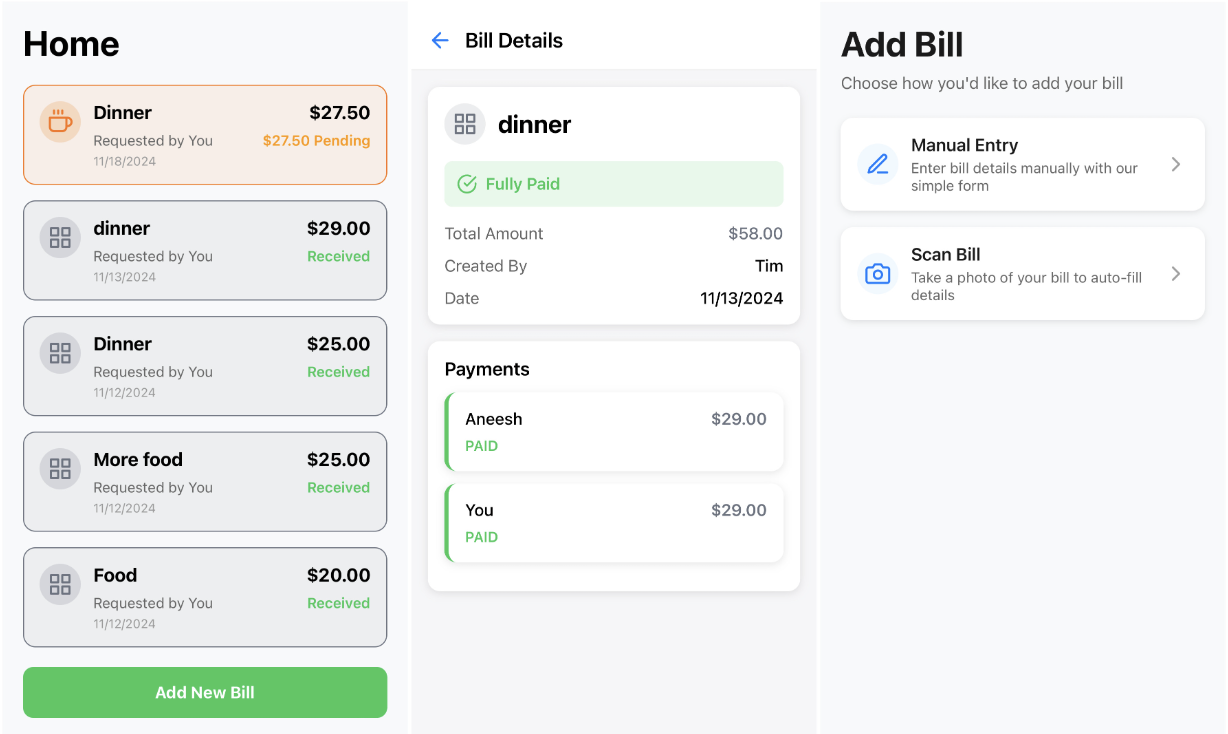 Home
Dinner $27.50
Requested by You $27.50 Pending
11/18/2024
dinner $29.00
Requested by You Received
11/13/2024
Dinner $25.00
Requested by You Received
11/12/2024
More food $25.00
Requested by You Received
11/12/2024
Food $20.00
Requested by You Received
11/12/2024
Add New Bill
Bill Details
dinner
Fully Paid
Total Amount $58.00
Created By Tim
Date 11/13/2024
Payments
Aneesh $29.00
PAID
You $29.00
PAID
Add Bill
Choose how you'd like to add your bill
Manual Entry
Enter bill details manually with our
simple form
Scan Bill
Take a photo of your bill to auto-fill
details